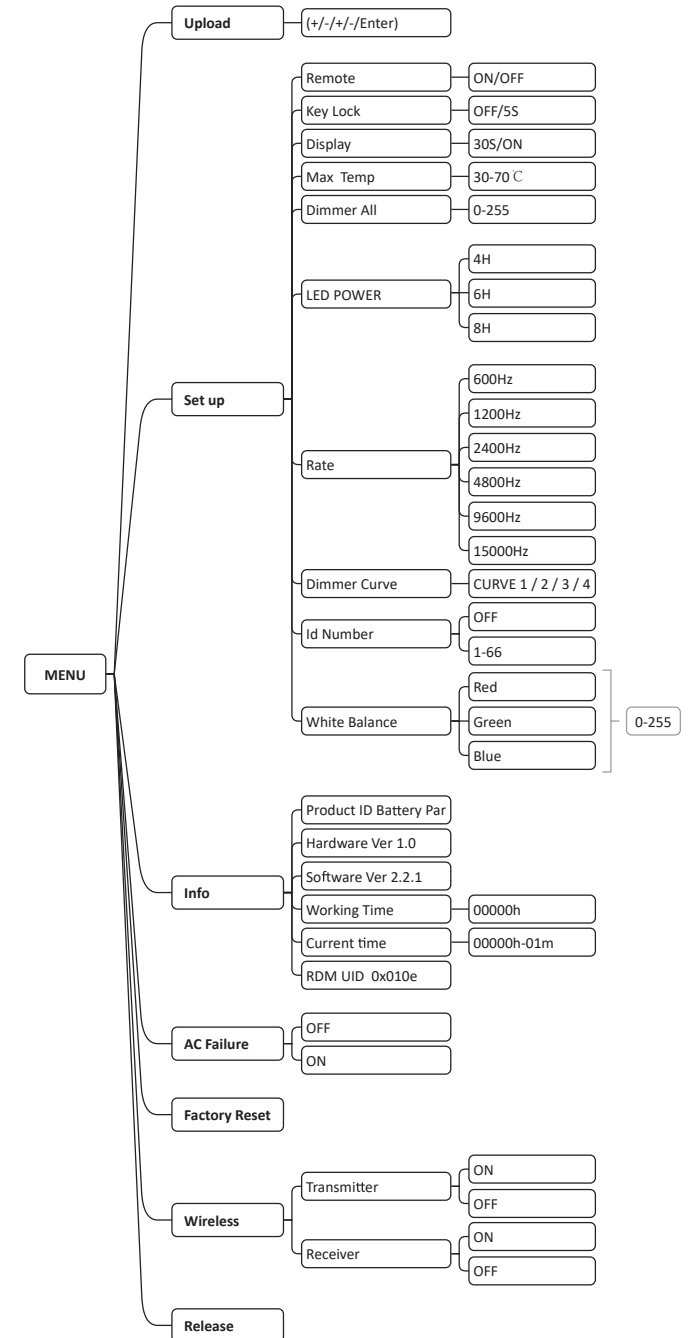 Upload
(+/-/+/-/Enter)
Remote
ON/OFF
Key Lock
OFF/5S
Display
30S/ON
Max Temp
30-70℃
Dimmer All
0-255
LED POWER
4H
6H
8H
Set up
Rate
600Hz
1200Hz
2400Hz
4800Hz
9600Hz
15000Hz
Dimmer Curve
CURVE 1 / 2 / 3 / 4
Id Number
OFF
1-66
MENU
White Balance
Red
Green
Blue
0-255
Info
Product ID Battery Par
Hardware Ver 1.0
Software Ver 2.2.1
Working Time
00000h
Current time
00000h-01m
RDM UID 0x010e
AC Failure
OFF
ON
Factory Reset
Wireless
Transmitter
ON
OFF
Receiver
ON
OFF
Release